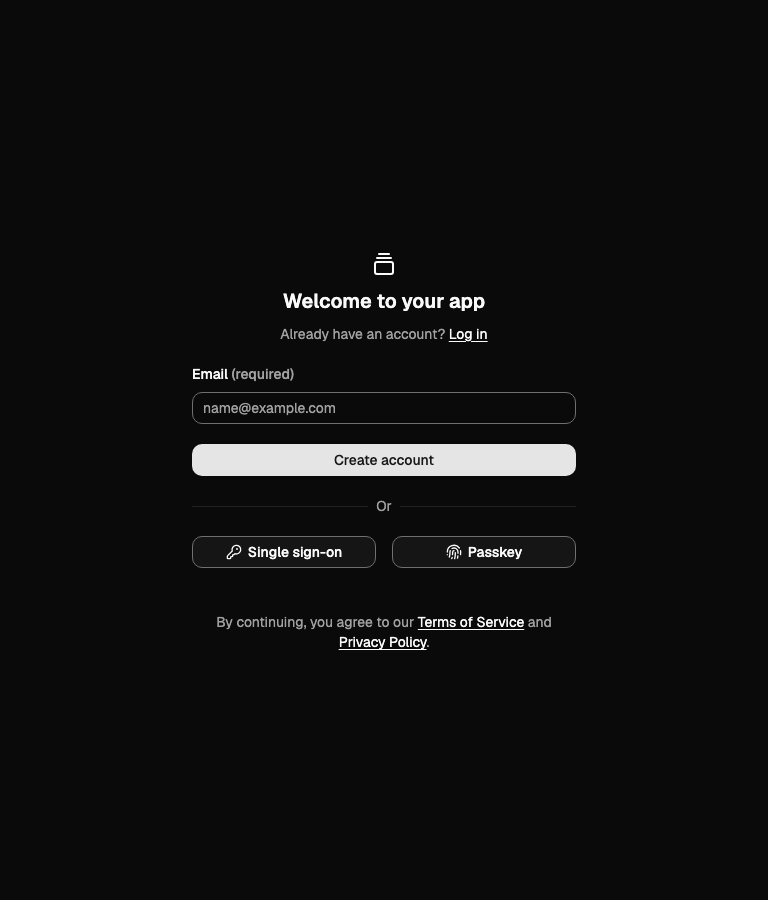 Welcome to your app
Already have an account? Log in
Email (required)
name@example.com
Create account
Or
Single sign-on
Passkey
By continuing, you agree to our Terms of Service and
Privacy Policy.